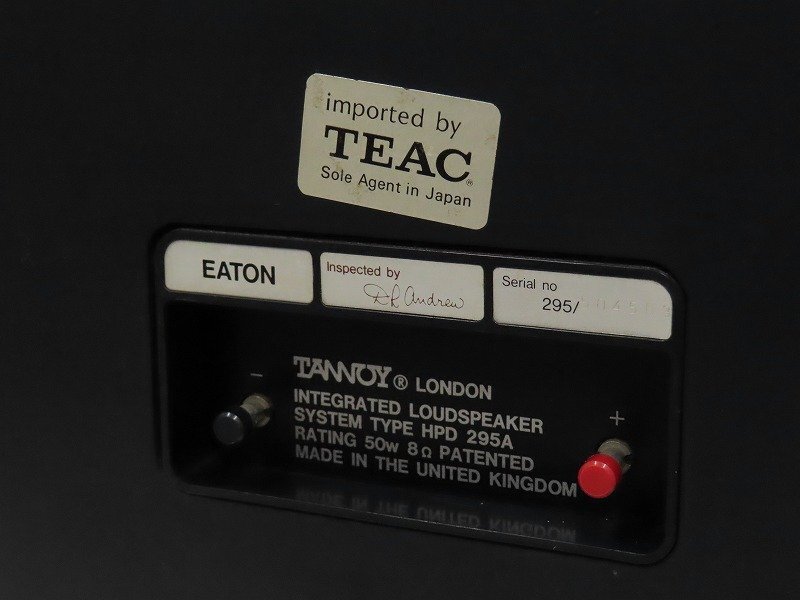 imported by
TEAC®
Sole Agent in Japan
EATON
Inspected by
D R Andrew
Serial no
295/
− +
TANNOY® LONDON
INTEGRATED LOUDSPEAKER
SYSTEM TYPE HPD 295A
RATING 50w 8Ω PATENTED
MADE IN THE UNITED KINGDOM